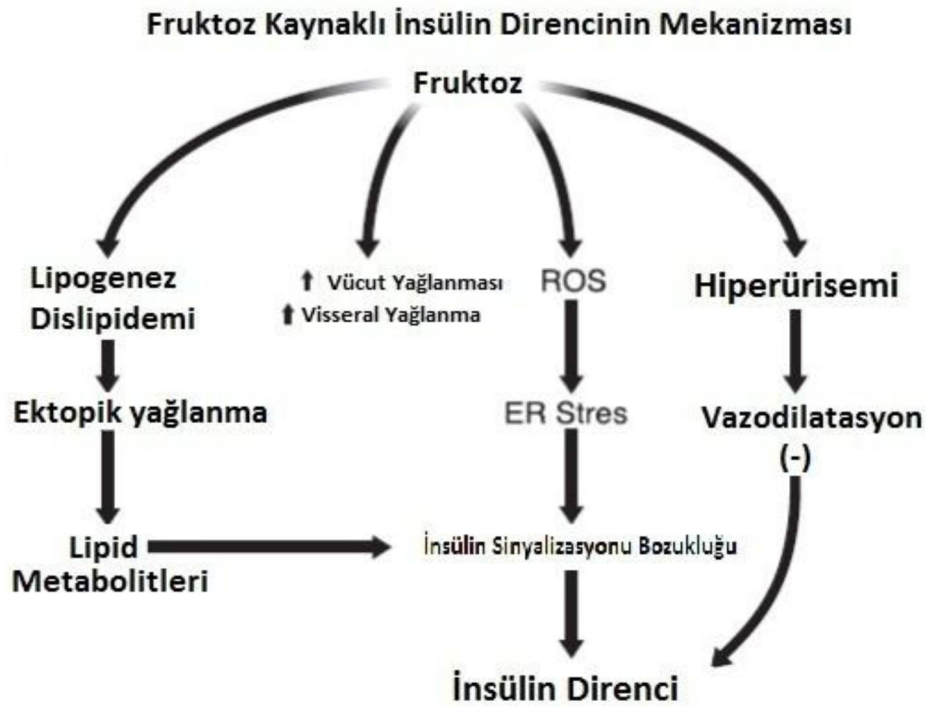 Fruktoz Kaynaklı İnsülin Direncinin Mekanizması
Fruktoz
Lipogenez
Dislipidemi
⬆ Vücut Yağlanması
⬆ Visseral Yağlanma
ROS
Hiperürisemi
Ektopik yağlanma
ER Stres
Vazodilatasyon
(-)
Lipid
Metabolitleri
İnsülin Sinyalizasyonu Bozukluğu
İnsülin Direnci